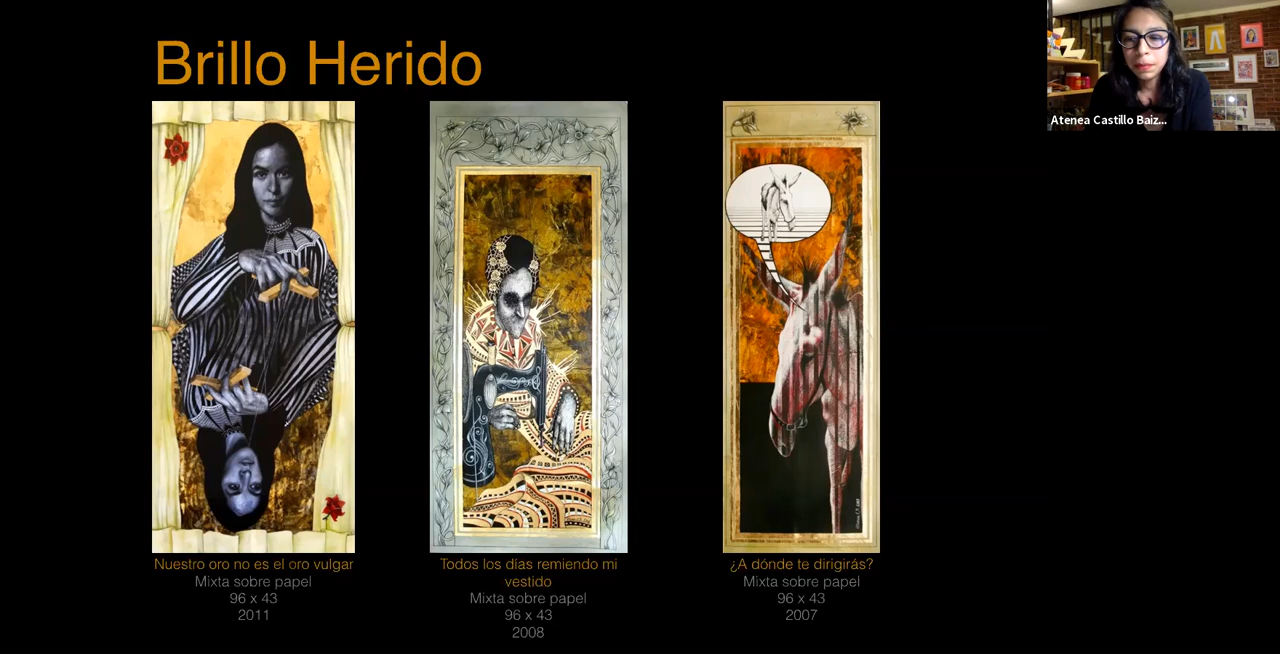 Brillo Herido
Atenea Castillo Baiz...
Nuestro oro no es el oro vulgar
Mixta sobre papel
96 x 43
2011
Todos los días remiendo mi
vestido
Mixta sobre papel
96 x 43
2008
¿A dónde te dirigirás?
Mixta sobre papel
96 x 43
2007